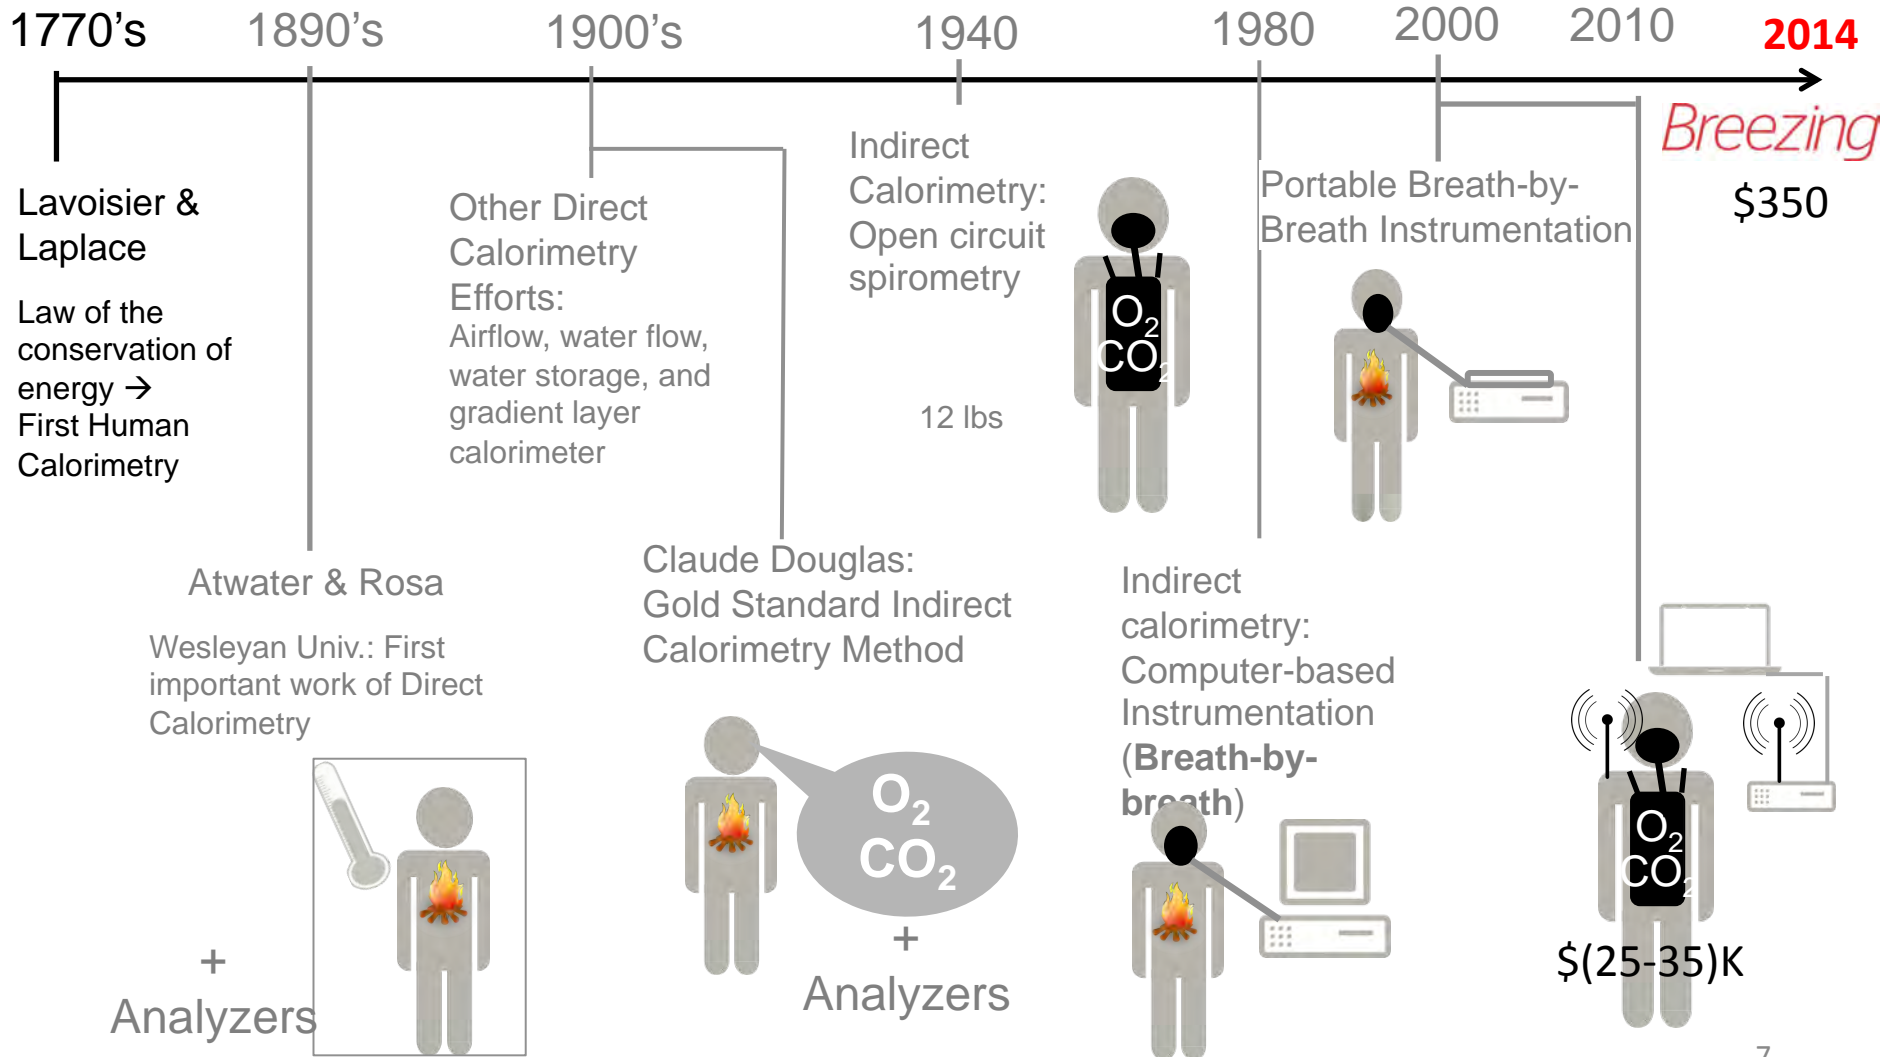 1770's 1890's 1900's 1940 1980 2000 2010 2014
Breezing
$350
Lavoisier &
Laplace
Law of the
conservation of
energy →
First Human
Calorimetry
Atwater & Rosa
Wesleyan Univ.: First
important work of Direct
Calorimetry
+
Analyzers
Other Direct
Calorimetry
Efforts:
Airflow, water flow,
water storage, and
gradient layer
calorimeter
Claude Douglas:
Gold Standard Indirect
Calorimetry Method
O₂
CO₂
+
Analyzers
Indirect
Calorimetry:
Open circuit
spirometry
12 lbs
O₂
CO₂
Indirect
calorimetry:
Computer-based
Instrumentation
(Breath-by-
breath)
Portable Breath-by-
Breath Instrumentation
O₂
CO₂
$(25-35)K
7